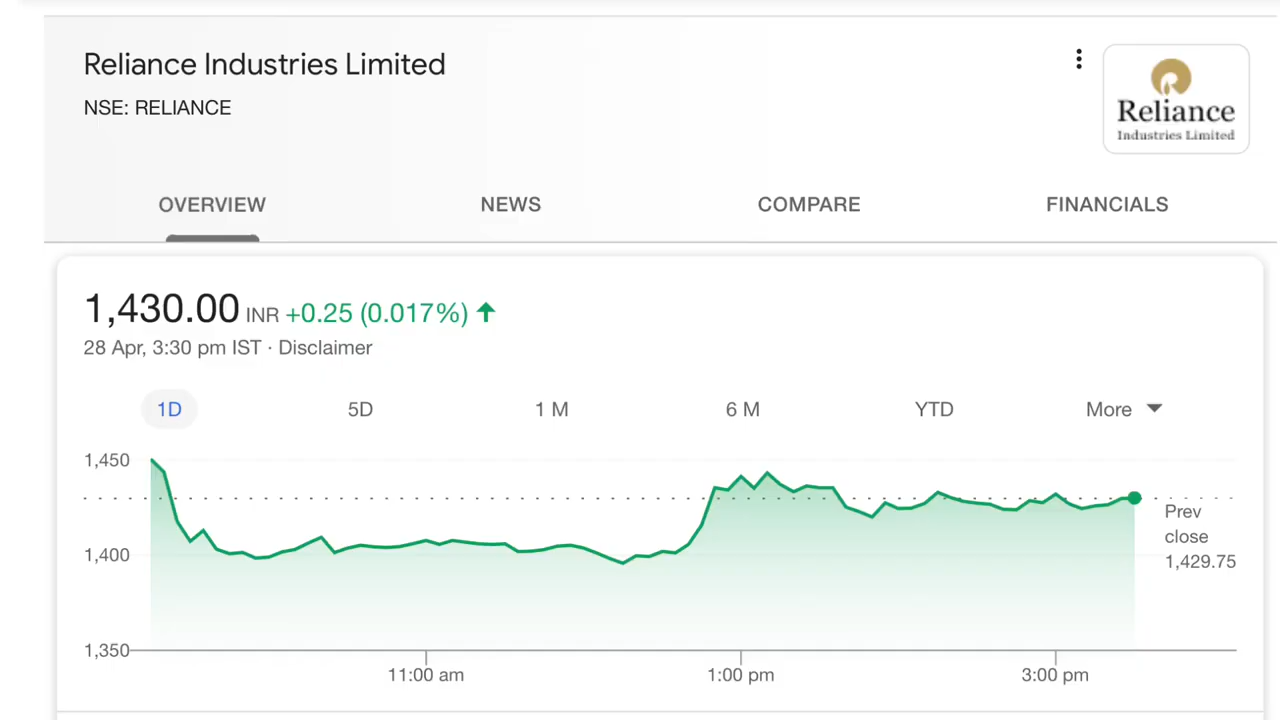 Reliance Industries Limited
NSE: RELIANCE
Reliance
Industries Limited
OVERVIEW NEWS COMPARE FINANCIALS
1,430.00 INR +0.25 (0.017%)
28 Apr, 3:30 pm IST · Disclaimer
1D 5D 1 M 6 M YTD More
1,450
Prev
close
1,429.75
1,400
1,350
11:00 am 1:00 pm 3:00 pm